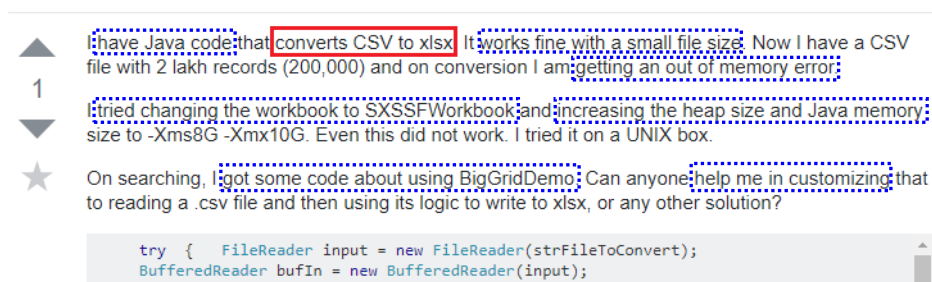 I have Java code that converts CSV to xlsx. It works fine with a small file size. Now I have a CSV
file with 2 lakh records (200,000) and on conversion I am getting an out of memory error.
1
I tried changing the workbook to SXSSFWorkbook and increasing the heap size and Java memory
size to -Xms8G -Xmx10G. Even this did not work. I tried it on a UNIX box.
On searching, I got some code about using BigGridDemo. Can anyone help me in customizing that
to reading a .csv file and then using its logic to write to xlsx, or any other solution?
try { FileReader input = new FileReader(strFileToConvert);
BufferedReader bufIn = new BufferedReader(input);